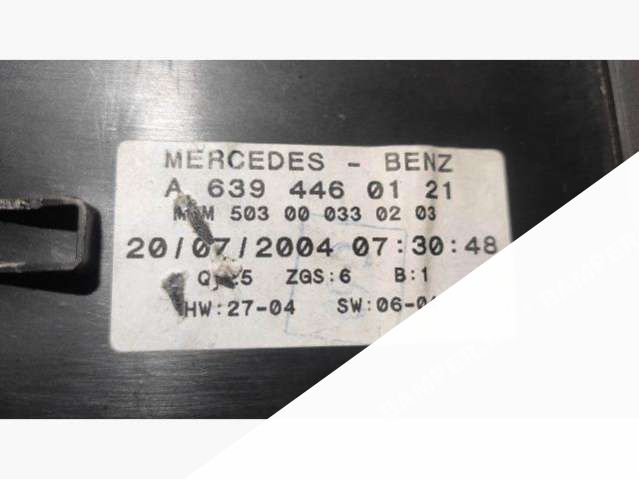 MERCEDES - BENZ
A 639 446 01 21
503 00 033 02 03
20/07/2004 07:30:48
ZGS:6 B:1
HW:27-04